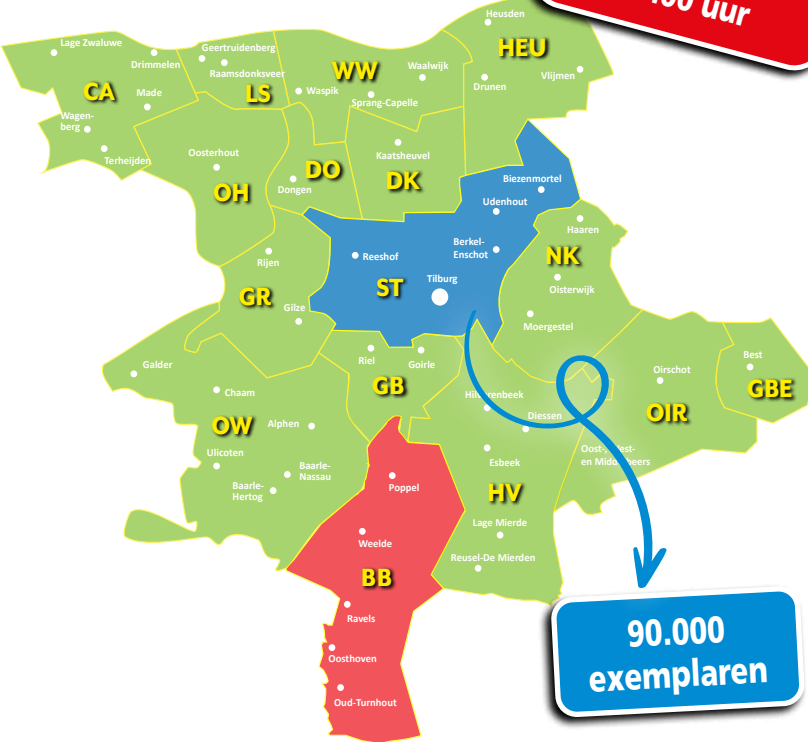 .00 uur
Heusden
HEU
Vlijmen
Drunen
Lage Zwaluwe
Drimmelen
CA
Made
Wagen-
berg
Terheijden
Geertruidenberg
Raamsdonksveer
LS
WW
Waalwijk
Waspik
Sprang-Capelle
Oosterhout
OH
DO
Dongen
Kaatsheuvel
DK
Biezenmortel
Udenhout
Berkel-
Enschot
Reeshof
ST
Tilburg
Haaren
NK
Oisterwijk
Moergestel
Rijen
GR
Gilze
Riel
Goirle
GB
Galder
Chaam
OW
Alphen
Ulicoten
Baarle-
Nassau
Baarle-
Hertog
Oirschot
OIR
Best
GBE
Diessen
Esbeek
HV
Lage Mierde
Reusel-De Mierden
Poppel
Weelde
BB
Ravels
Oosthoven
Oud-Turnhout
90.000
exemplaren